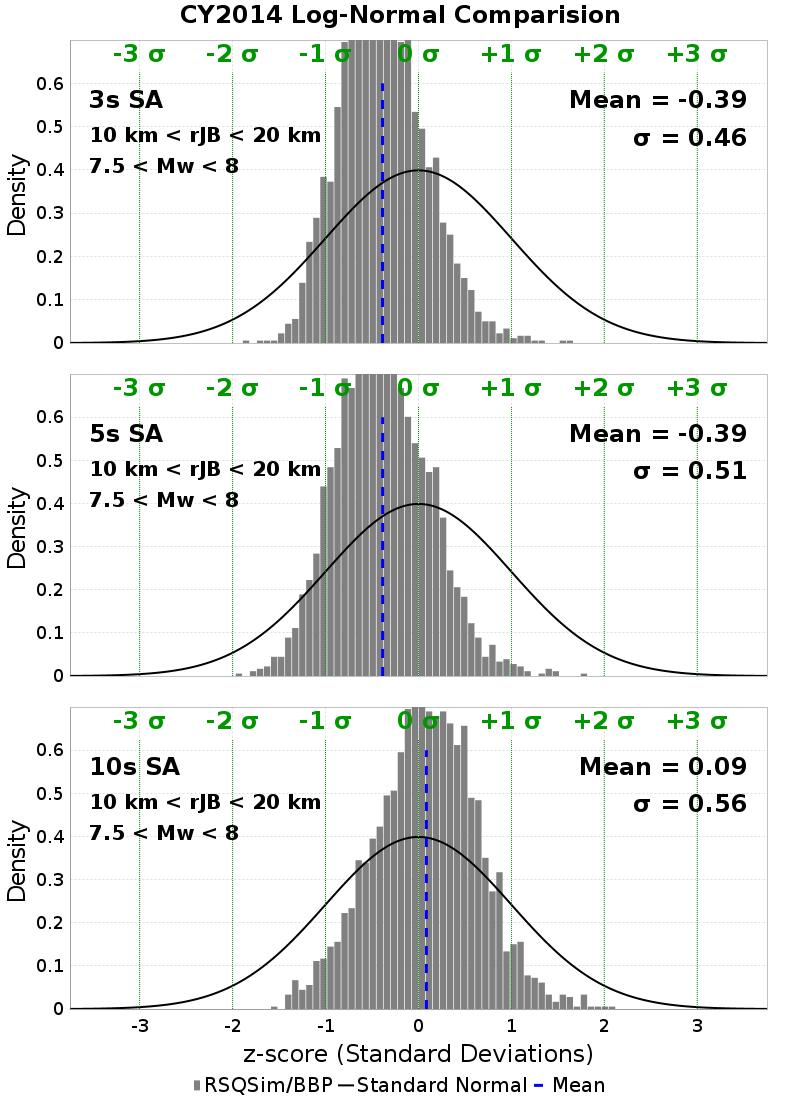 CY2014 Log-Normal Comparision
-3 σ -2 σ -1 σ 0 σ +1 σ +2 σ +3 σ
3s SA
10 km < rJB < 20 km
7.5 < Mw < 8
Mean = -0.39
σ = 0.46
0.6
0.5
0.4
0.3
0.2
0.1
0
Density
-3 σ -2 σ -1 σ 0 σ +1 σ +2 σ +3 σ
5s SA
10 km < rJB < 20 km
7.5 < Mw < 8
Mean = -0.39
σ = 0.51
0.6
0.5
0.4
0.3
0.2
0.1
0
Density
-3 σ -2 σ -1 σ 0 σ +1 σ +2 σ +3 σ
10s SA
10 km < rJB < 20 km
7.5 < Mw < 8
Mean = 0.09
σ = 0.56
0.6
0.5
0.4
0.3
0.2
0.1
0
Density
-3 -2 -1 0 1 2 3
z-score (Standard Deviations)
RSQSim/BBP Standard Normal Mean